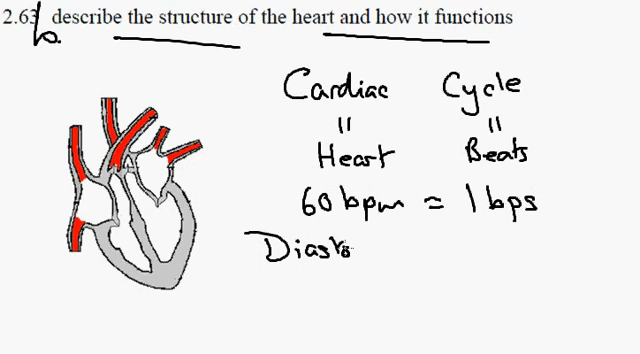 2.63 b. describe the structure of the heart and how it functions
Cardiac Cycle
= =
Heart Beats
60 bpm = 1 bps
Diasto